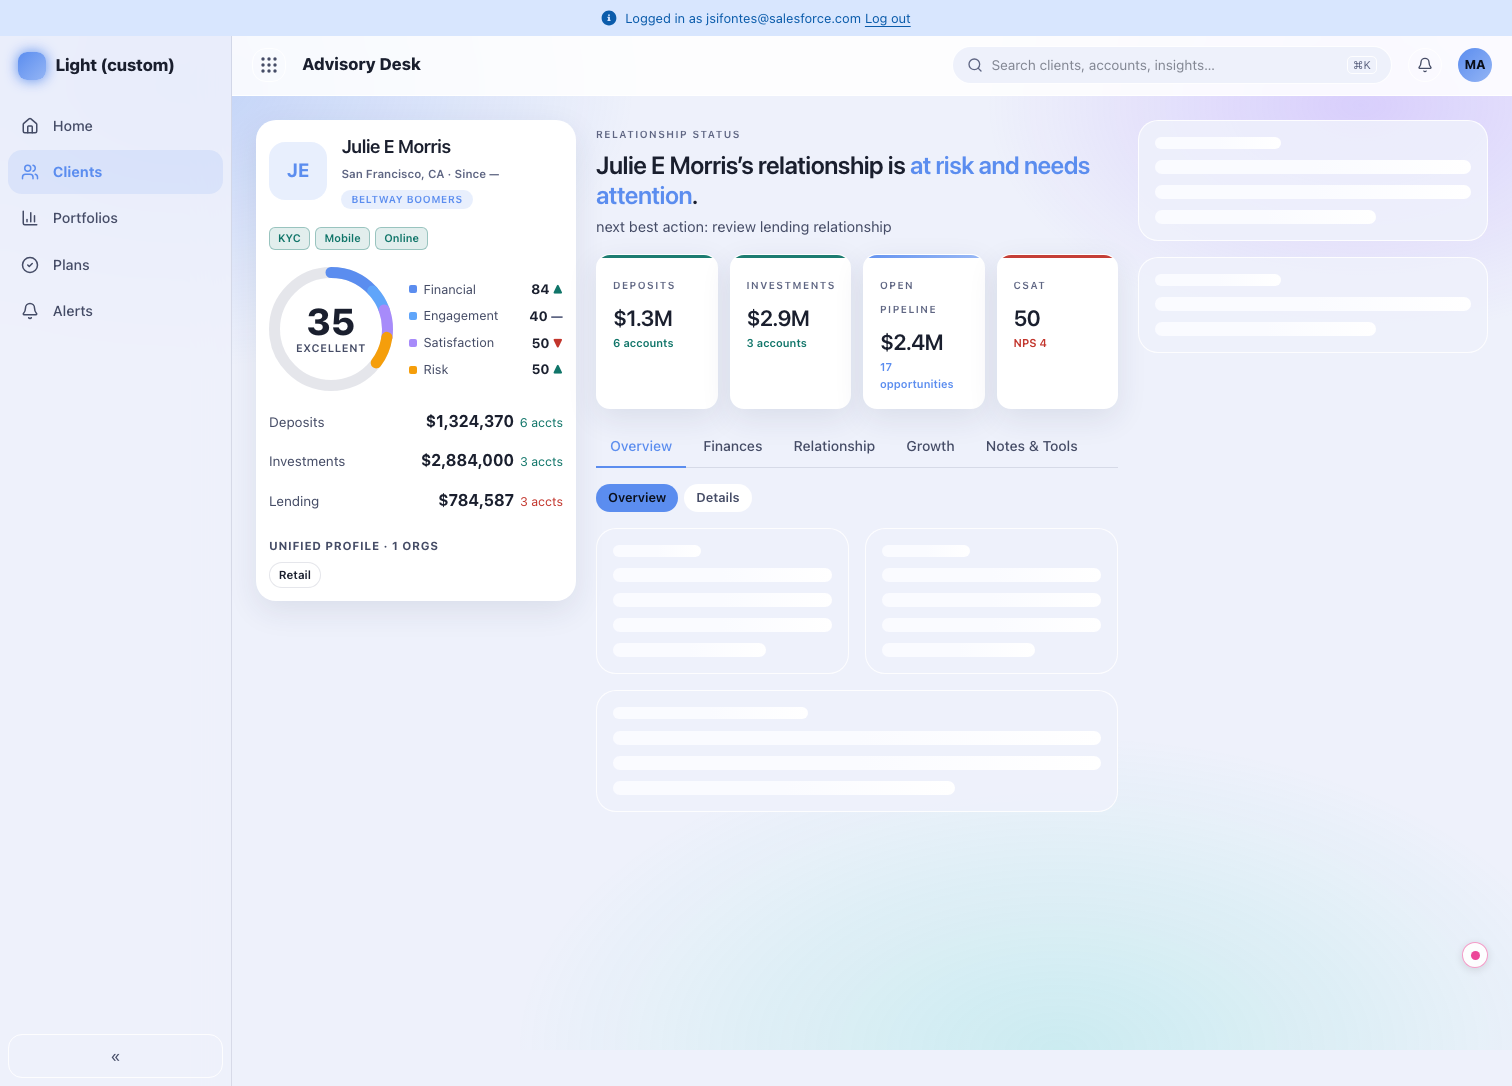 Logged in as jsifontes@salesforce.com Log out
Light (custom)
Advisory Desk
Search clients, accounts, insights...
⌘K
MA
Home
Clients
Portfolios
Plans
Alerts
«
JE
Julie E Morris
San Francisco, CA · Since —
BELTWAY BOOMERS
KYC
Mobile
Online
35
EXCELLENT
Financial 84 ▲
Engagement 40 —
Satisfaction 50 ▼
Risk 50 ▲
Deposits $1,324,370 6 accts
Investments $2,884,000 3 accts
Lending $784,587 3 accts
UNIFIED PROFILE · 1 ORGS
Retail
RELATIONSHIP STATUS
Julie E Morris’s relationship is at risk and needs
attention.
next best action: review lending relationship
DEPOSITS
$1.3M
6 accounts
INVESTMENTS
$2.9M
3 accounts
OPEN
PIPELINE
$2.4M
17
opportunities
CSAT
50
NPS 4
Overview
Finances
Relationship
Growth
Notes & Tools
Overview
Details